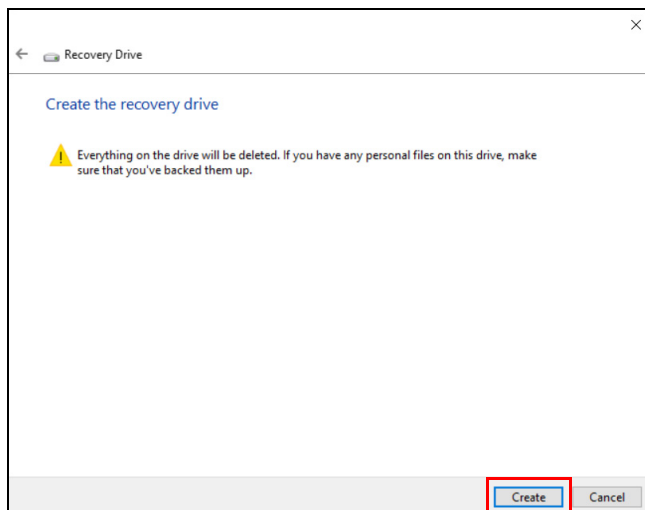 Recovery Drive
Create the recovery drive
Everything on the drive will be deleted. If you have any personal files on this drive, make
sure that you've backed them up.
Create Cancel